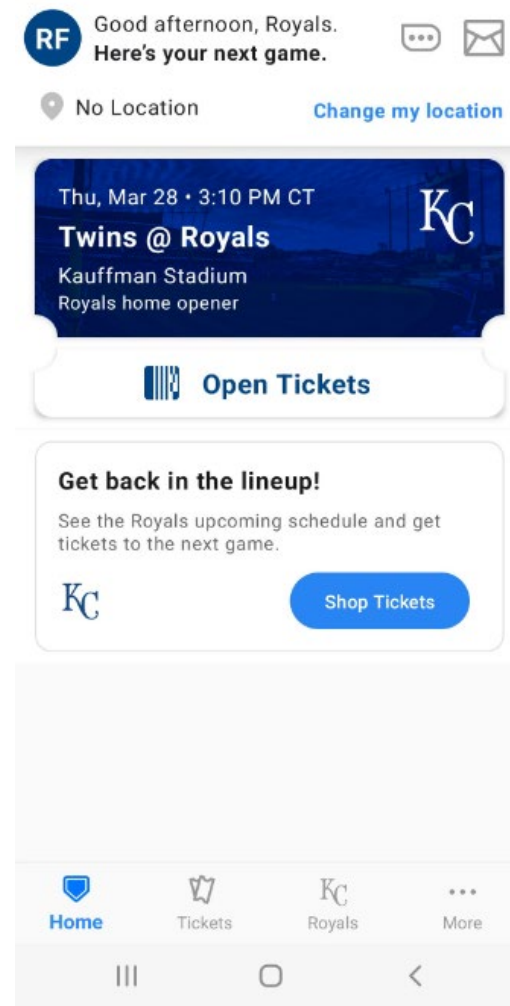 RF
Good afternoon, Royals.
Here's your next game.
No Location
Change my location
Thu, Mar 28 • 3:10 PM CT
KC
Twins @ Royals
Kauffman Stadium
Royals home opener
Open Tickets
Get back in the lineup!
See the Royals upcoming schedule and get
tickets to the next game.
KC
Shop Tickets
KC
Home
Tickets
Royals
More